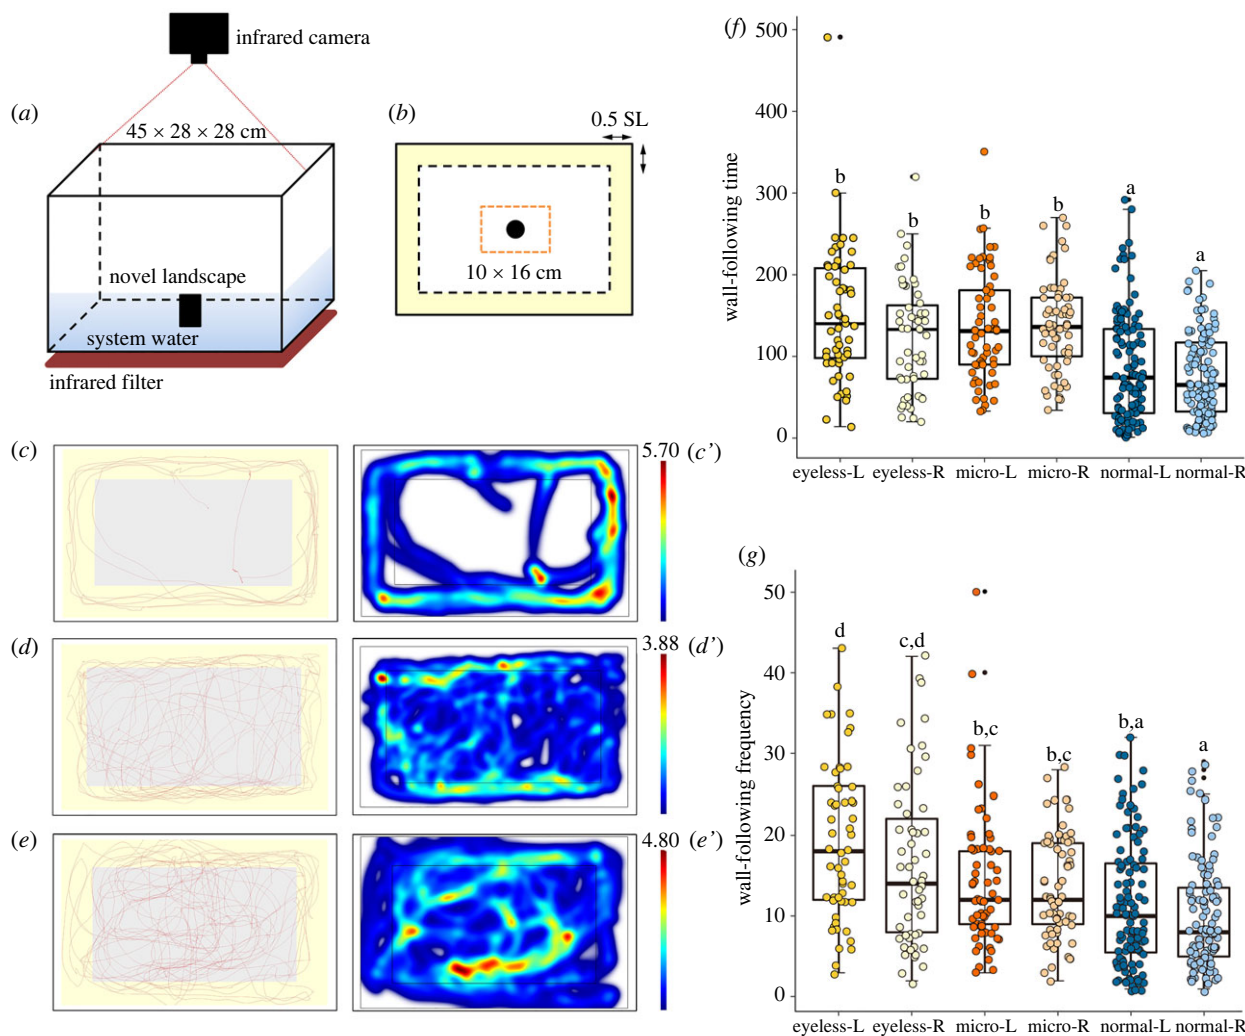 infrared camera
(a)
45 × 28 × 28 cm
novel landscape
system water
infrared filter
(b)
0.5 SL
10 × 16 cm
(c)
5.70
(c’)
(d)
3.88
(d’)
(e)
4.80
(e’)
(f)
500
400
300
200
100
0
wall-following time
b
b
b
b
a
a
eyeless-L
eyeless-R
micro-L
micro-R
normal-L
normal-R
(g)
50
40
30
20
10
0
wall-following frequency
d
c,d
b,c
b,c
b,a
a
eyeless-L
eyeless-R
micro-L
micro-R
normal-L
normal-R